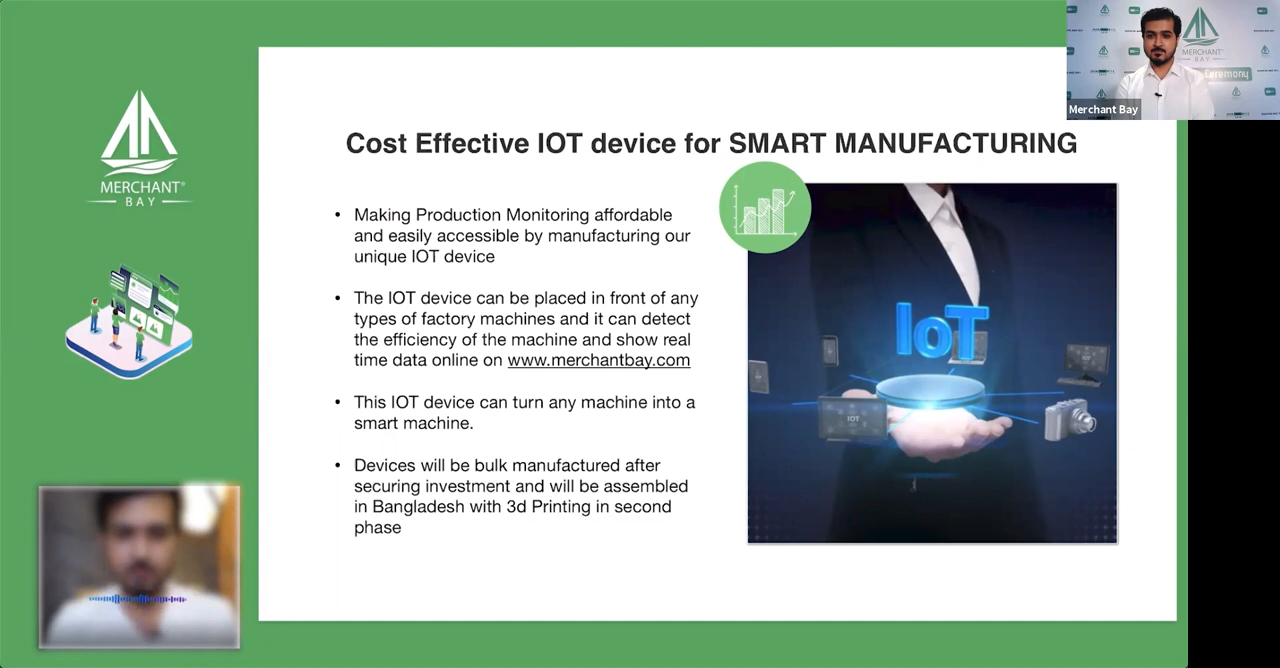 MERCHANT
BAY
Ceremony
Merchant Bay
MERCHANT®
BAY
Cost Effective IOT device for SMART MANUFACTURING
• Making Production Monitoring affordable
and easily accessible by manufacturing our
unique IOT device
• The IOT device can be placed in front of any
types of factory machines and it can detect
the efficiency of the machine and show real
time data online on www.merchantbay.com
• This IOT device can turn any machine into a
smart machine.
• Devices will be bulk manufactured after
securing investment and will be assembled
in Bangladesh with 3d Printing in second
phase
IoT
IOT